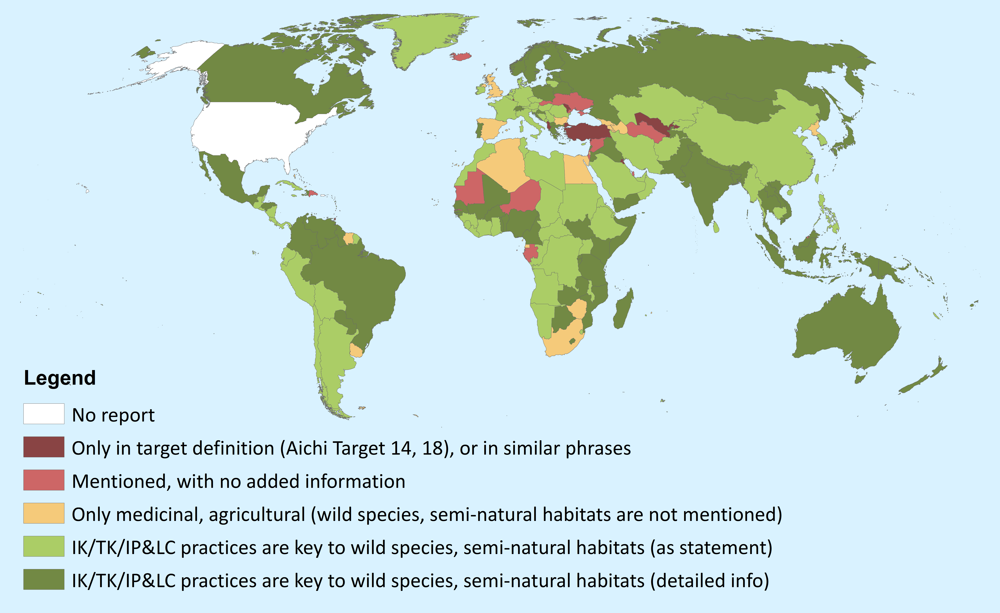 Legend
No report
Only in target definition (Aichi Target 14, 18), or in similar phrases
Mentioned, with no added information
Only medicinal, agricultural (wild species, semi-natural habitats are not mentioned)
IK/TK/IP&LC practices are key to wild species, semi-natural habitats (as statement)
IK/TK/IP&LC practices are key to wild species, semi-natural habitats (detailed info)